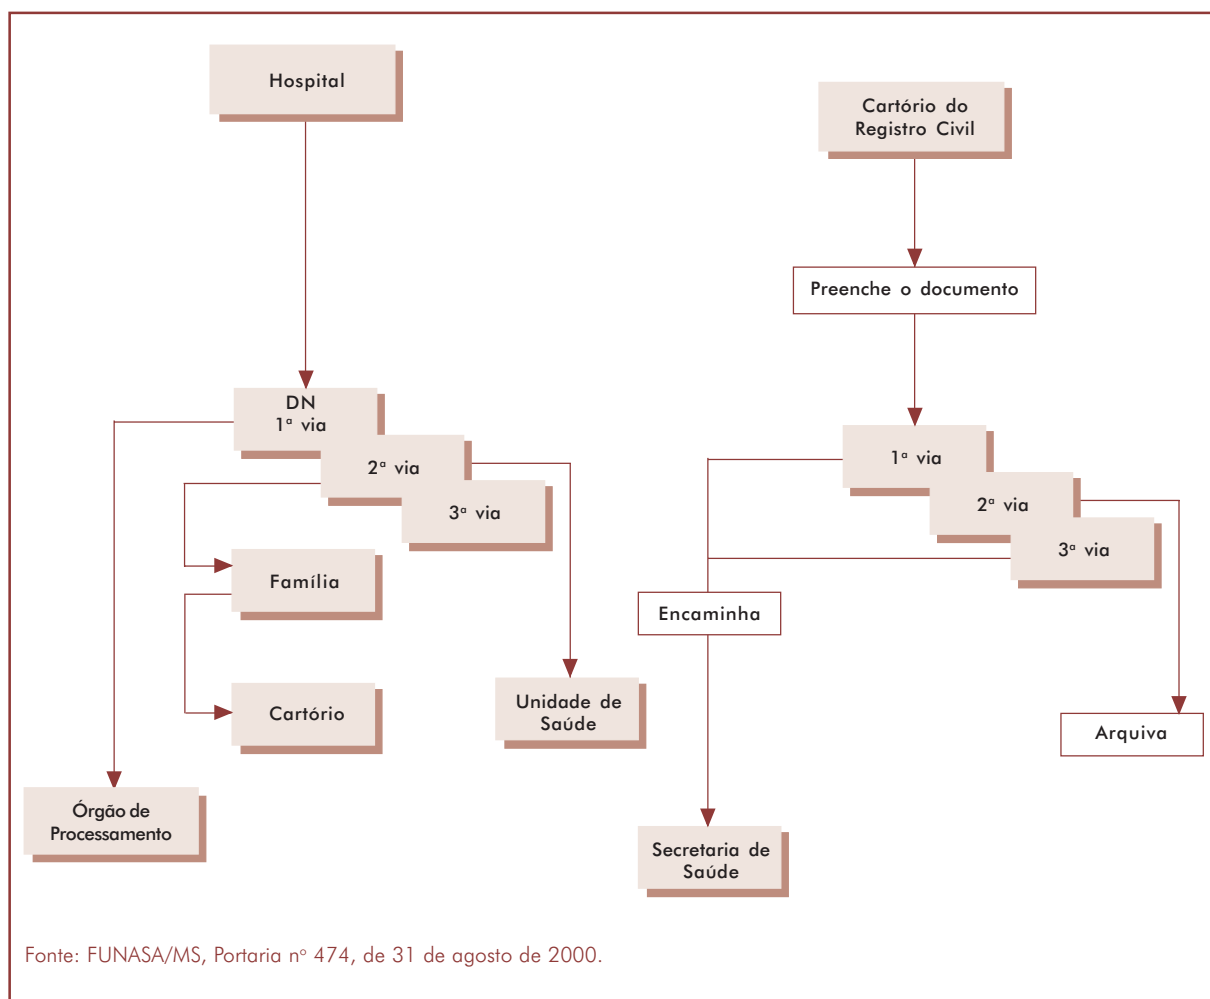 Hospital
DN
1ª via
2ª via
3ª via
Família
Cartório
Unidade de
Saúde
Órgão de
Processamento
Cartório do
Registro Civil
Preenche o documento
1ª via
2ª via
3ª via
Encaminha
Arquiva
Secretaria de
Saúde
Fonte: FUNASA/MS, Portaria nº 474, de 31 de agosto de 2000.